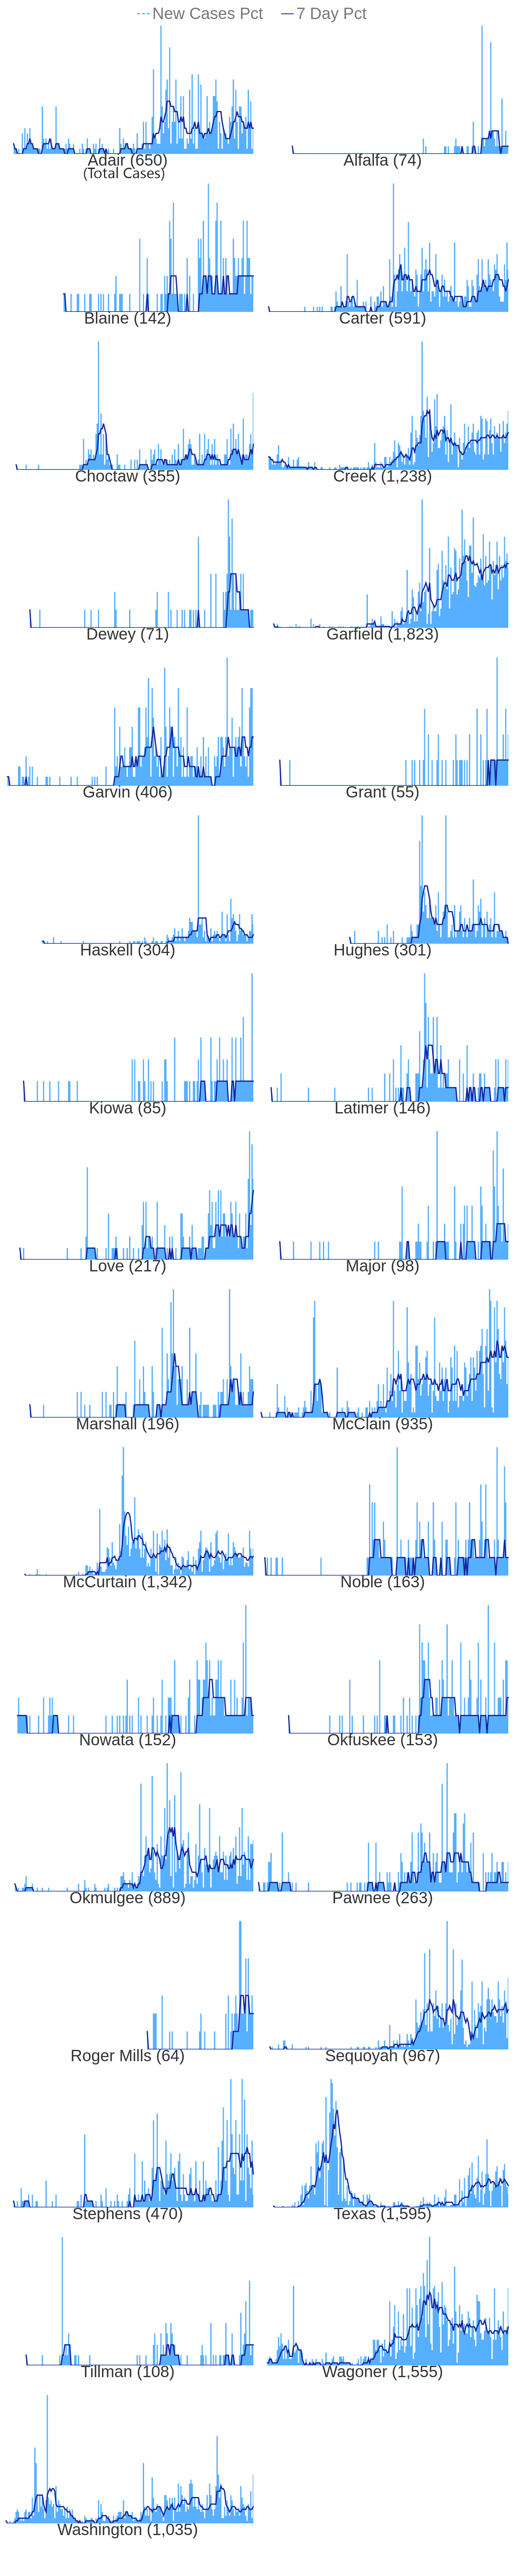 New Cases Pct 7 Day Pct
Adair (650) Alfalfa (74)
(Total Cases)
Blaine (142) Carter (591)
Choctaw (355) Creek (1,238)
Dewey (71) Garfield (1,823)
Garvin (406) Grant (55)
Haskell (304) Hughes (301)
Kiowa (85) Latimer (146)
Love (217) Major (98)
Marshall (196) McClain (935)
McCurtain (1,342) Noble (163)
Nowata (152) Okfuskee (153)
Okmulgee (889) Pawnee (263)
Roger Mills (64) Sequoyah (967)
Stephens (470) Texas (1,595)
Tillman (108) Wagoner (1,555)
Washington (1,035)